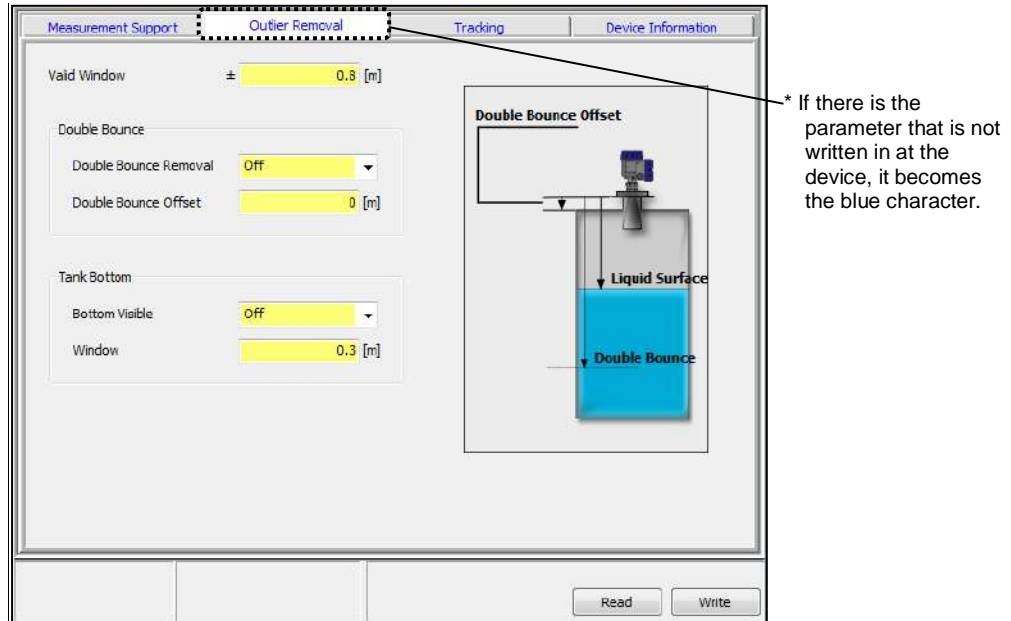 Measurement Support Outlier Removal Tracking Device Information
Valid Window ± 0.8 [m]
Double Bounce
Double Bounce Removal Off
Double Bounce Offset 0 [m]
Tank Bottom
Bottom Visible Off
Window 0.3 [m]
Double Bounce Offset
Liquid Surface
Double Bounce
* If there is the
parameter that is not
written in at the
device, it becomes
the blue character.
Read Write